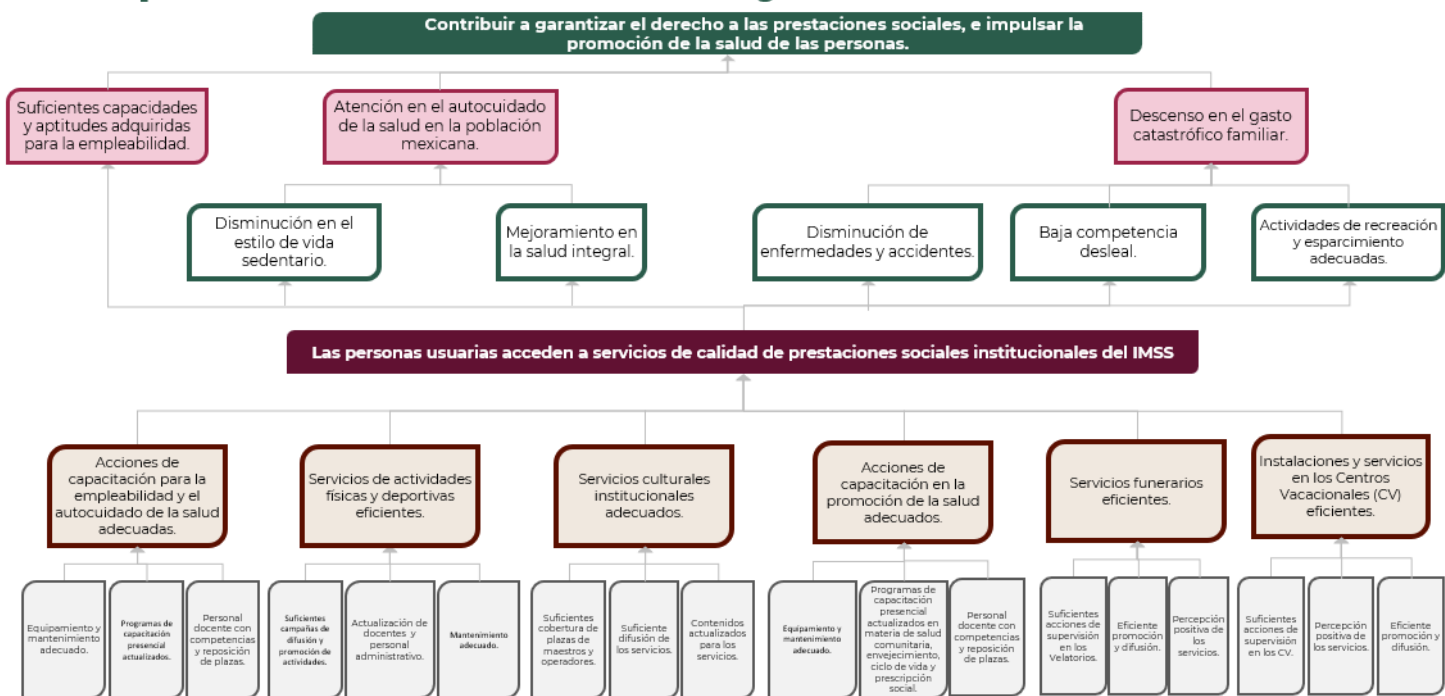 Contribuir a garantizar el derecho a las prestaciones sociales, e impulsar la
promoción de la salud de las personas.
Suficientes capacidades
y aptitudes adquiridas
para la empleabilidad.
Atención en el autocuidado
de la salud en la población
mexicana.
Descenso en el gasto
catastrófico familiar.
Disminución en el
estilo de vida
sedentario.
Mejoramiento en
la salud integral.
Disminución de
enfermedades y accidentes.
Baja competencia
desleal.
Actividades de recreación
y esparcimiento
adecuadas.
Las personas usuarias acceden a servicios de calidad de prestaciones sociales institucionales del IMSS
Acciones de
capacitación para la
empleabilidad y el
autocuidado de la salud
adecuadas.
Servicios de actividades
físicas y deportivas
eficientes.
Servicios culturales
institucionales
adecuados.
Acciones de
capacitación en la
promoción de la salud
adecuados.
Servicios funerarios
eficientes.
Instalaciones y servicios
en los Centros
Vacacionales (CV)
eficientes.
Equipamiento y
mantenimiento
adecuado.
Programas de
capacitación
presencial
actualizados.
Personal
docente con
competencias
y reposición
de plazas.
Suficientes
campañas de
difusión y
promoción de
actividades.
Actualización de
docentes y
personal
administrativo.
Mantenimiento
adecuado.
Suficientes
cobertura de
plazas de
maestros y
operadores.
Suficiente
difusión de
los servicios.
Contenidos
actualizados
para los
servicios.
Equipamiento y
mantenimiento
adecuado.
Programas de
capacitación
presencial
actualizados en
materia de salud
comunitaria,
envejecimiento,
ciclo de vida y
prescripción
social.
Personal
docente con
competencias
y reposición
de plazas.
Suficientes
acciones de
supervisión
en los
Velatorios.
Eficiente
promoción
y difusión.
Percepción
positiva de
los
servicios.
Suficientes
acciones de
supervisión
en los CV.
Percepción
positiva de
los servicios.
Eficiente
promoción y
difusión.